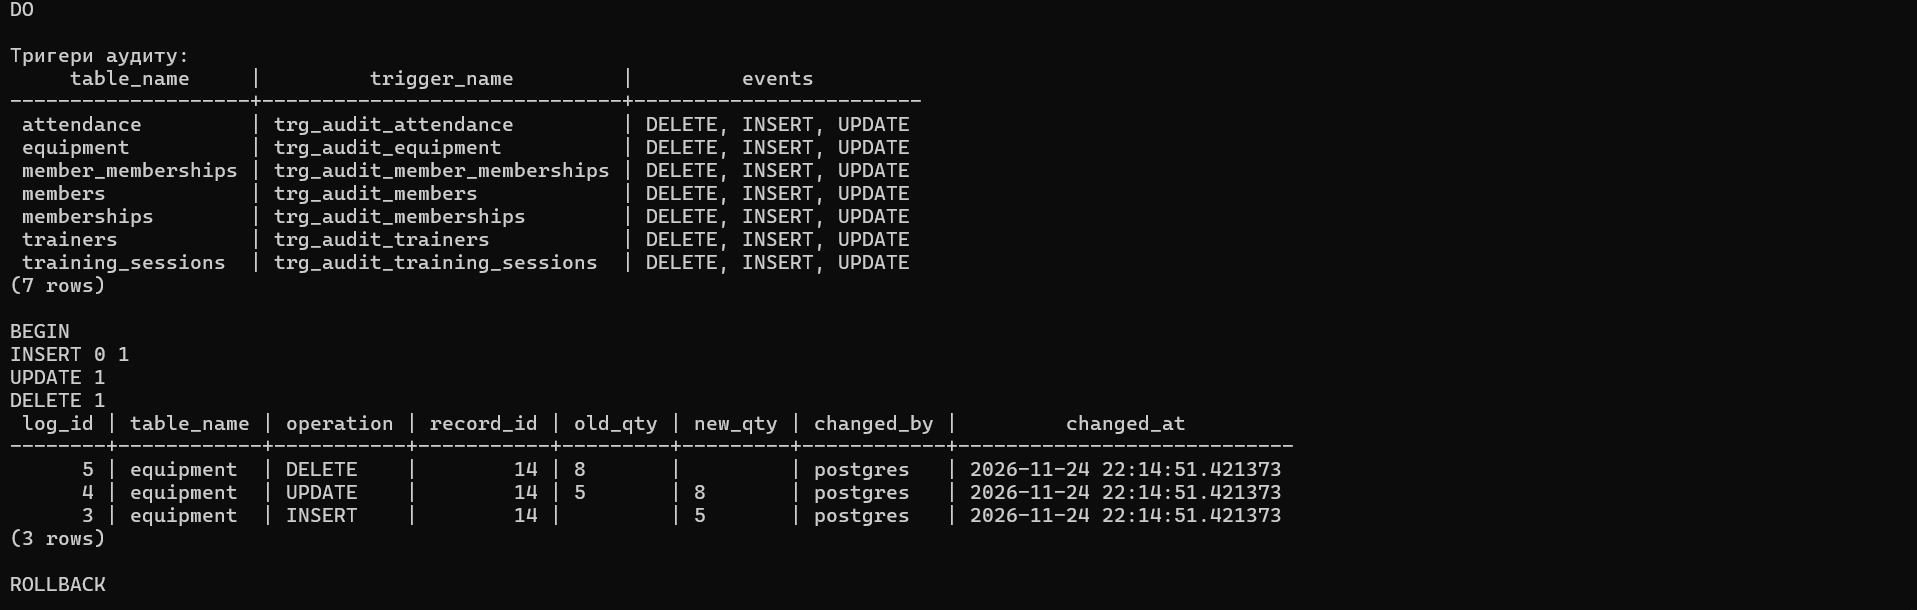 DO
Тригери аудиту:
     table_name     |         trigger_name         |         events
--------------------+------------------------------+------------------------
 attendance         | trg_audit_attendance         | DELETE, INSERT, UPDATE
 equipment          | trg_audit_equipment          | DELETE, INSERT, UPDATE
 member_memberships | trg_audit_member_memberships | DELETE, INSERT, UPDATE
 members            | trg_audit_members            | DELETE, INSERT, UPDATE
 memberships        | trg_audit_memberships        | DELETE, INSERT, UPDATE
 trainers           | trg_audit_trainers           | DELETE, INSERT, UPDATE
 training_sessions  | trg_audit_training_sessions  | DELETE, INSERT, UPDATE
(7 rows)
BEGIN
INSERT 0 1
UPDATE 1
DELETE 1
 log_id | table_name | operation | record_id | old_qty | new_qty | changed_by |         changed_at
--------+------------+-----------+-----------+---------+---------+------------+----------------------------
      5 | equipment  | DELETE    |        14 | 8       |         | postgres   | 2026-11-24 22:14:51.421373
      4 | equipment  | UPDATE    |        14 | 5       | 8       | postgres   | 2026-11-24 22:14:51.421373
      3 | equipment  | INSERT    |        14 |         | 5       | postgres   | 2026-11-24 22:14:51.421373
(3 rows)
ROLLBACK